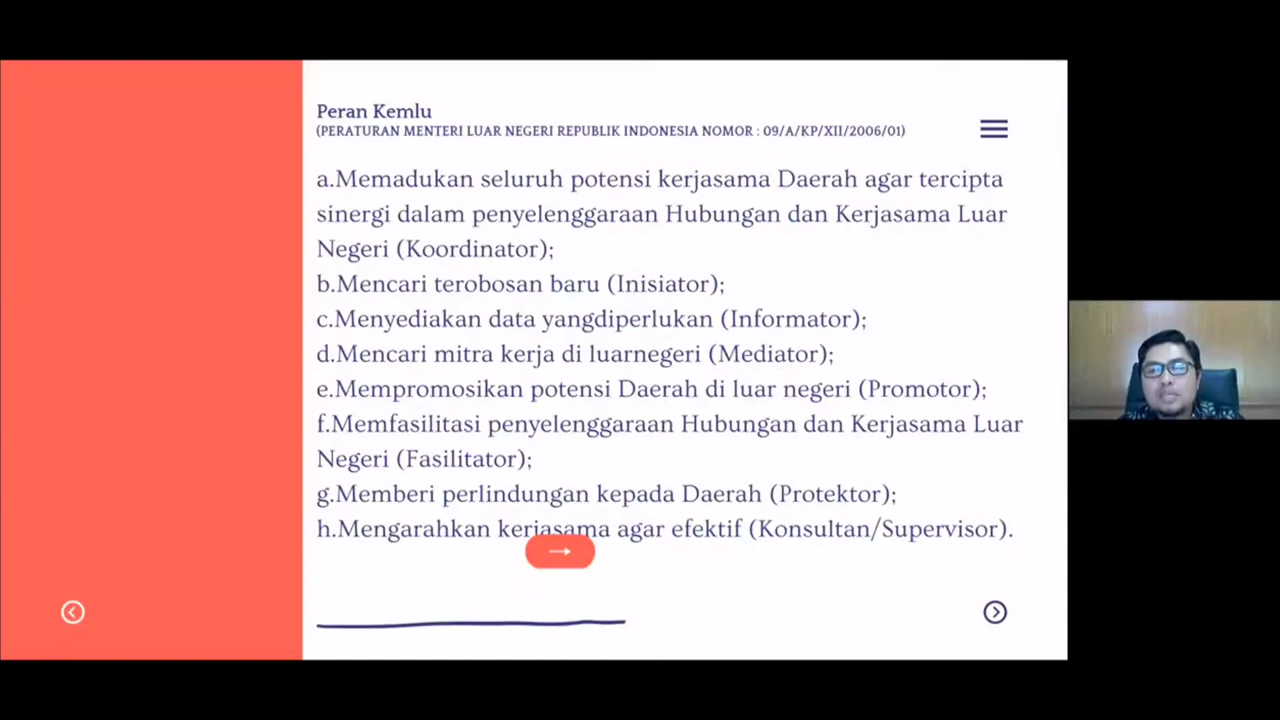 Peran Kemlu
(PERATURAN MENTERI LUAR NEGERI REPUBLIK INDONESIA NOMOR : 09/A/KP/XII/2006/01)
a.Memadukan seluruh potensi kerjasama Daerah agar tercipta
sinergi dalam penyelenggaraan Hubungan dan Kerjasama Luar
Negeri (Koordinator);
b.Mencari terobosan baru (Inisiator);
c.Menyediakan data yangdiperlukan (Informator);
d.Mencari mitra kerja di luarnegeri (Mediator);
e.Mempromosikan potensi Daerah di luar negeri (Promotor);
f.Memfasilitasi penyelenggaraan Hubungan dan Kerjasama Luar
Negeri (Fasilitator);
g.Memberi perlindungan kepada Daerah (Protektor);
h.Mengarahkan kerjasama agar efektif (Konsultan/Supervisor).